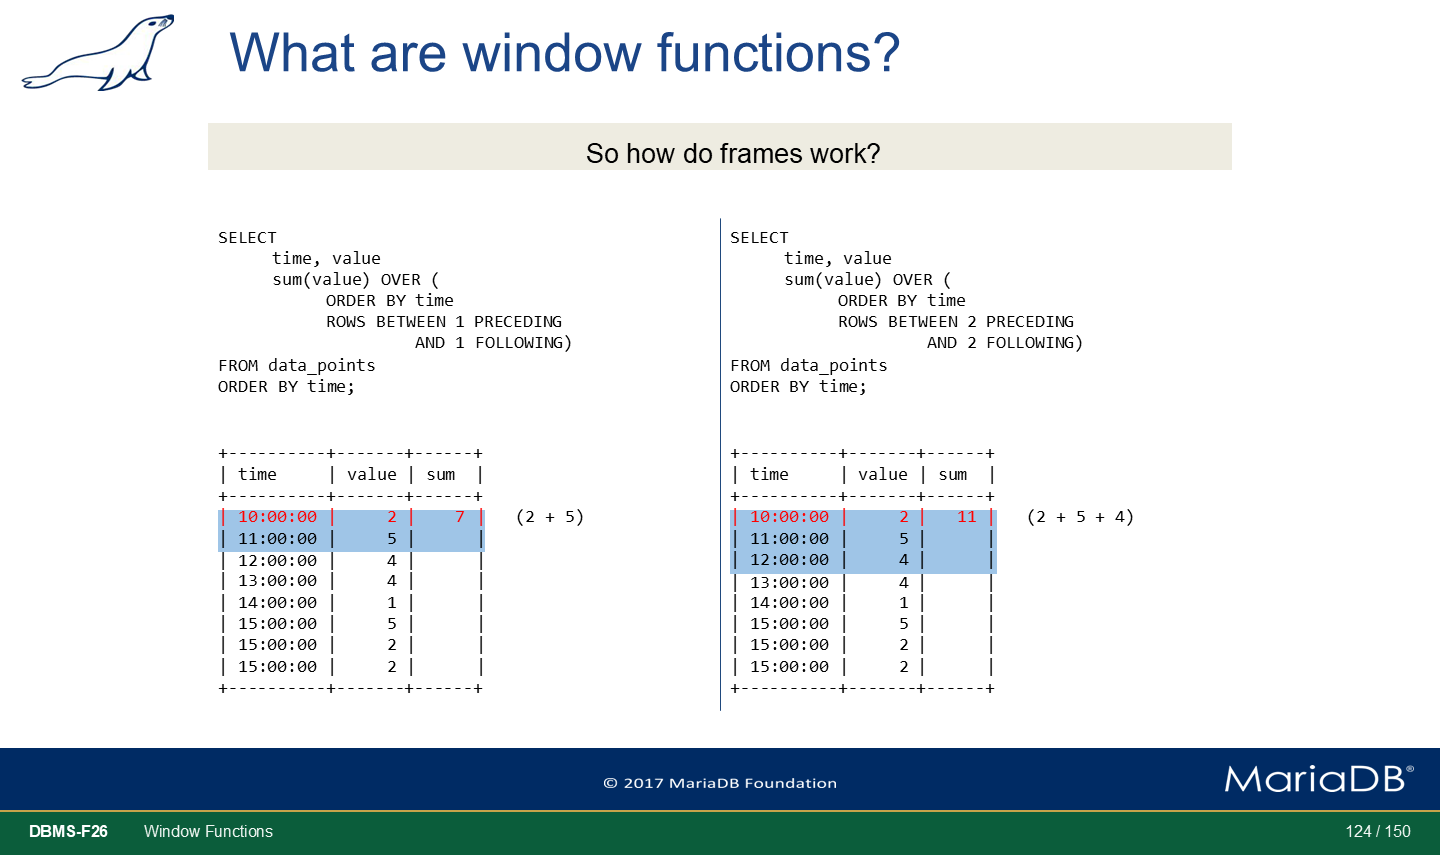 What are window functions?
So how do frames work?
SELECT
time, value
sum(value) OVER (
ORDER BY time
ROWS BETWEEN 1 PRECEDING
AND 1 FOLLOWING)
FROM data_points
ORDER BY time;
+----------+-------+------+
| time     | value | sum  |
+----------+-------+------+
| 10:00:00 |     2 |    7 |   (2 + 5)
| 11:00:00 |     5 |      |
| 12:00:00 |     4 |      |
| 13:00:00 |     4 |      |
| 14:00:00 |     1 |      |
| 15:00:00 |     5 |      |
| 15:00:00 |     2 |      |
| 15:00:00 |     2 |      |
+----------+-------+------+
SELECT
time, value
sum(value) OVER (
ORDER BY time
ROWS BETWEEN 2 PRECEDING
AND 2 FOLLOWING)
FROM data_points
ORDER BY time;
+----------+-------+------+
| time     | value | sum  |
+----------+-------+------+
| 10:00:00 |     2 |   11 |   (2 + 5 + 4)
| 11:00:00 |     5 |      |
| 12:00:00 |     4 |      |
| 13:00:00 |     4 |      |
| 14:00:00 |     1 |      |
| 15:00:00 |     5 |      |
| 15:00:00 |     2 |      |
| 15:00:00 |     2 |      |
+----------+-------+------+
© 2017 MariaDB Foundation
MariaDB®
DBMS-F26 Window Functions 124 / 150